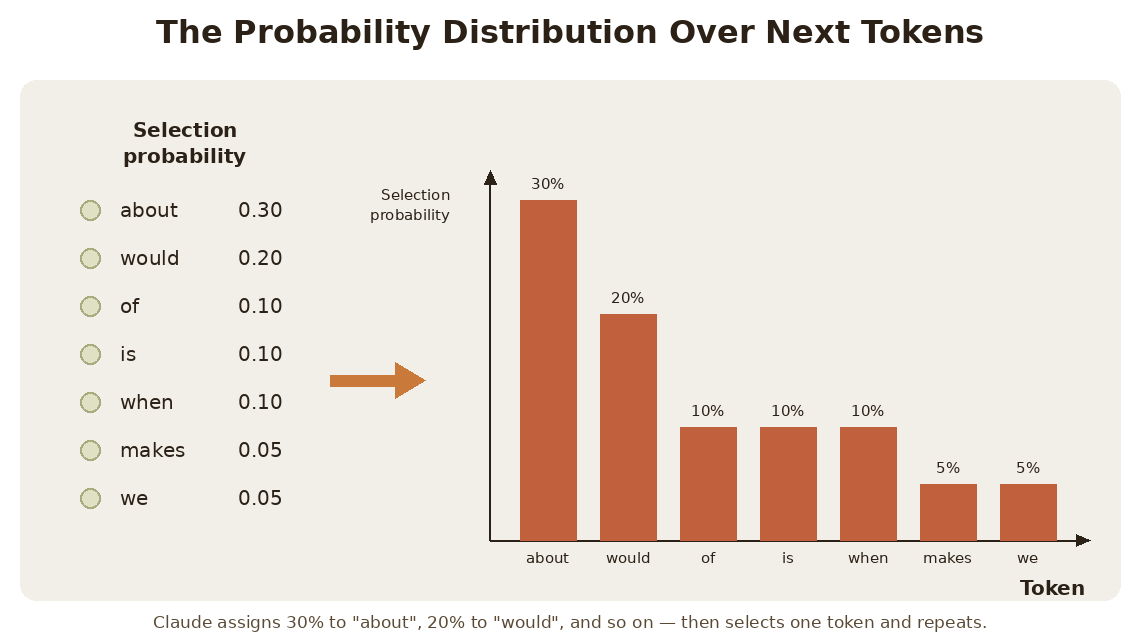 The Probability Distribution Over Next Tokens
Selection
probability
about 0.30
would 0.20
of 0.10
is 0.10
when 0.10
makes 0.05
we 0.05
Selection
probability
30%
20%
10% 10% 10%
5% 5%
about would of is when makes we
Token
Claude assigns 30% to "about", 20% to "would", and so on — then selects one token and repeats.